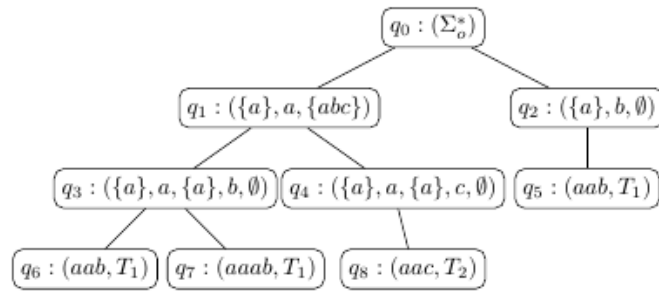 q₀ : (Σₒ*)
q₁ : ({a}, a, {abc})
q₂ : ({a}, b, ∅)
q₃ : ({a}, a, {a}, b, ∅)
q₄ : ({a}, a, {a}, c, ∅)
q₅ : (aab, T₁)
q₆ : (aab, T₁)
q₇ : (aaab, T₁)
q₈ : (aac, T₂)